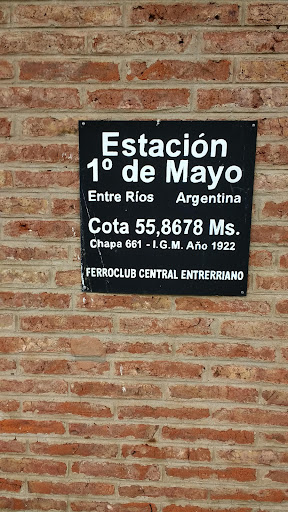 Estación
1º de Mayo
Entre Ríos Argentina
Cota 55,8678 Ms.
Chapa 661 - I.G.M. Año 1922
FERROCLUB CENTRAL ENTRERRIANO